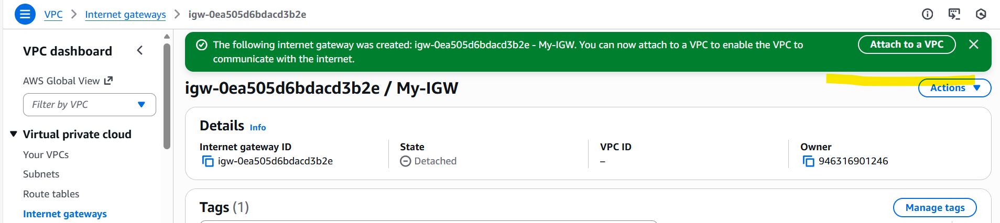 VPC > Internet gateways > igw-0ea505d6bdacd3b2e
VPC dashboard
AWS Global View
Filter by VPC
Virtual private cloud
Your VPCs
Subnets
Route tables
Internet gateways
The following internet gateway was created: igw-0ea505d6bdacd3b2e - My-IGW. You can now attach to a VPC to enable the VPC to
communicate with the internet.
Attach to a VPC
igw-0ea505d6bdacd3b2e / My-IGW
Actions
Details Info
Internet gateway ID
igw-0ea505d6bdacd3b2e
State
Detached
VPC ID
–
Owner
946316901246
Tags (1)
Manage tags